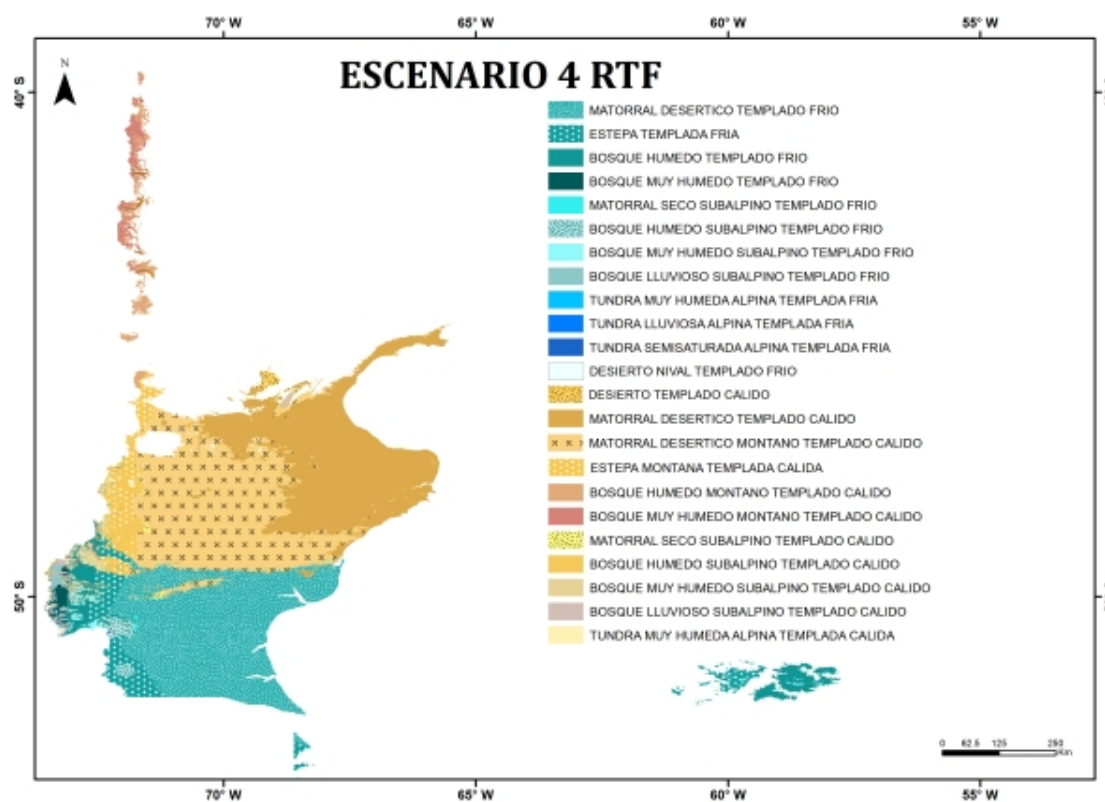 70° W 65° W 60° W 55° W
N
ESCENARIO 4 RTF
40° S
MATORRAL DESERTICO TEMPLADO FRIO
ESTEPA TEMPLADA FRIA
BOSQUE HUMEDO TEMPLADO FRIO
BOSQUE MUY HUMEDO TEMPLADO FRIO
MATORRAL SECO SUBALPINO TEMPLADO FRIO
BOSQUE HUMEDO SUBALPINO TEMPLADO FRIO
BOSQUE MUY HUMEDO SUBALPINO TEMPLADO FRIO
BOSQUE LLUVIOSO SUBALPINO TEMPLADO FRIO
TUNDRA MUY HUMEDA ALPINA TEMPLADA FRIA
TUNDRA LLUVIOSA ALPINA TEMPLADA FRIA
TUNDRA SEMISATURADA ALPINA TEMPLADA FRIA
DESIERTO NIVAL TEMPLADO FRIO
DESIERTO TEMPLADO CALIDO
MATORRAL DESERTICO TEMPLADO CALIDO
MATORRAL DESERTICO MONTANO TEMPLADO CALIDO
ESTEPA MONTANA TEMPLADA CALIDA
BOSQUE HUMEDO MONTANO TEMPLADO CALIDO
BOSQUE MUY HUMEDO MONTANO TEMPLADO CALIDO
MATORRAL SECO SUBALPINO TEMPLADO CALIDO
BOSQUE HUMEDO SUBALPINO TEMPLADO CALIDO
BOSQUE MUY HUMEDO SUBALPINO TEMPLADO CALIDO
BOSQUE LLUVIOSO SUBALPINO TEMPLADO CALIDO
TUNDRA MUY HUMEDA ALPINA TEMPLADA CALIDA
50° S
0 62.5 125 250
Km
70° W 65° W 60° W 55° W